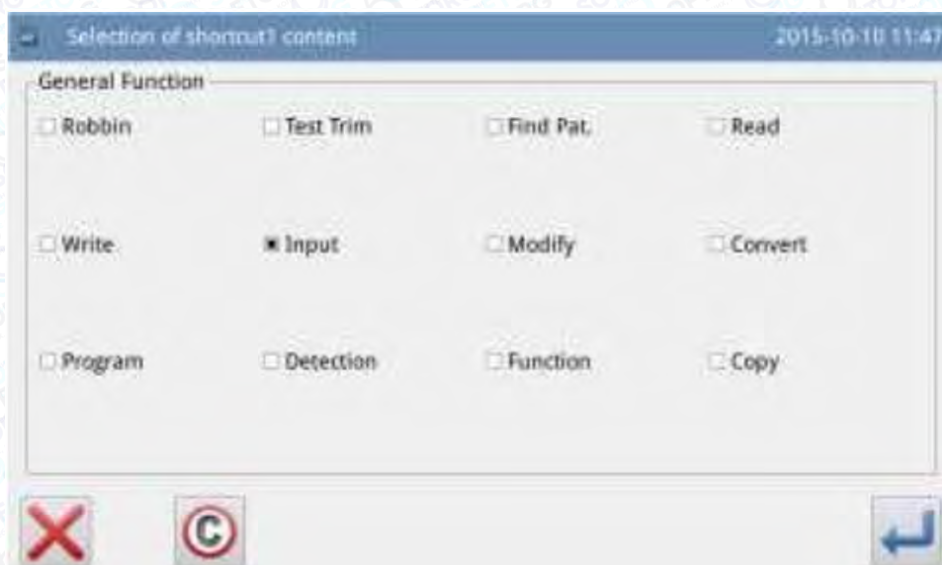 Selection of shortcut1 content 2015-10-10 11:47
General Function
Robbin Test Trim Find Pat. Read
Write Input Modify Convert
Program Detection Function Copy
C